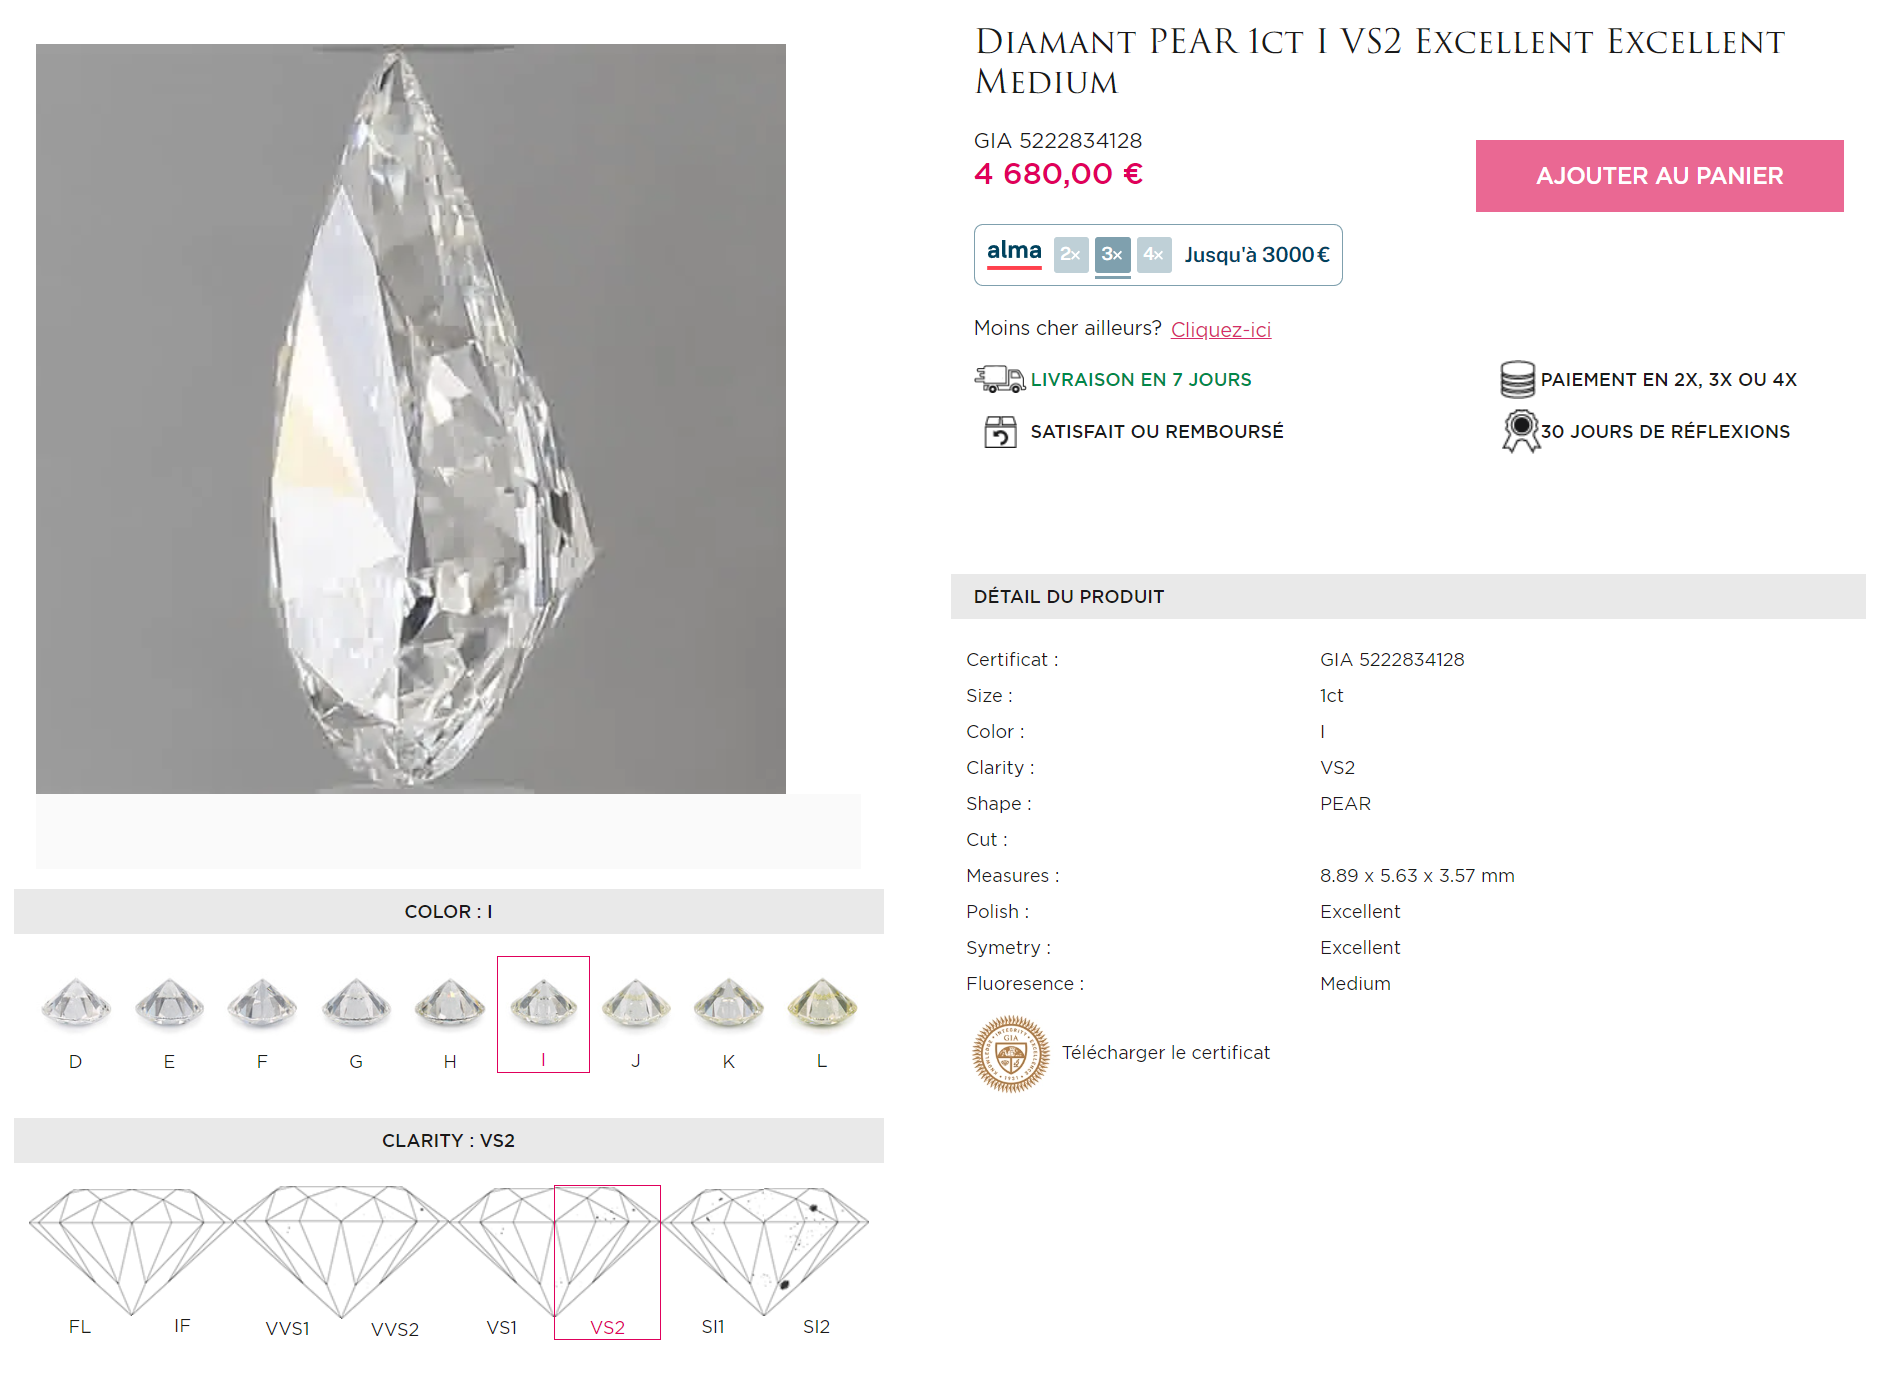 Diamant PEAR 1ct I VS2 Excellent Excellent
Medium
GIA 5222834128
4 680,00 €
AJOUTER AU PANIER
alma 2x 3x 4x Jusqu'à 3000 €
Moins cher ailleurs? Cliquez-ici
LIVRAISON EN 7 JOURS
PAIEMENT EN 2X, 3X OU 4X
SATISFAIT OU REMBOURSÉ
30 JOURS DE RÉFLEXIONS
DÉTAIL DU PRODUIT
Certificat : GIA 5222834128
Size : 1ct
Color : I
Clarity : VS2
Shape : PEAR
Cut :
Measures : 8.89 x 5.63 x 3.57 mm
Polish : Excellent
Symetry : Excellent
Fluoresence : Medium
GIA
Télécharger le certificat
COLOR : I
D E F G H I J K L
CLARITY : VS2
FL IF VVS1 VVS2 VS1 VS2 SI1 SI2